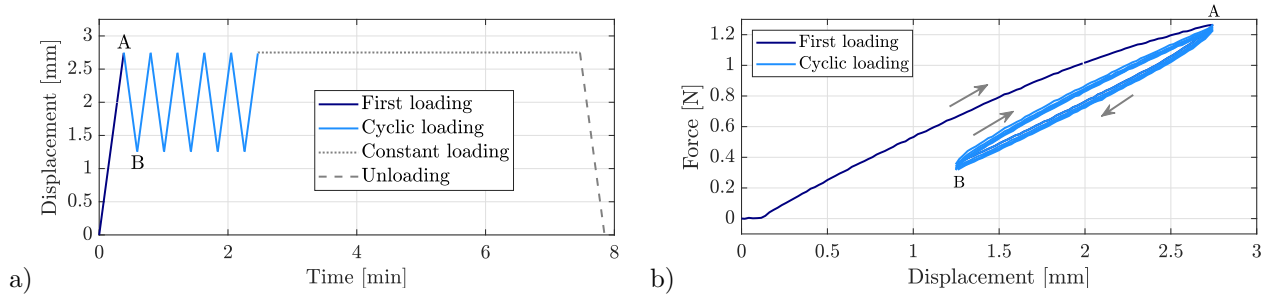 a)
Displacement [mm]
3
2.5
2
1.5
1
0.5
0
A
B
First loading
Cyclic loading
Constant loading
Unloading
0 2 4 6 8
Time [min]
b)
Force [N]
1.2
1
0.8
0.6
0.4
0.2
0
First loading
Cyclic loading
A
B
0 0.5 1 1.5 2 2.5 3
Displacement [mm]